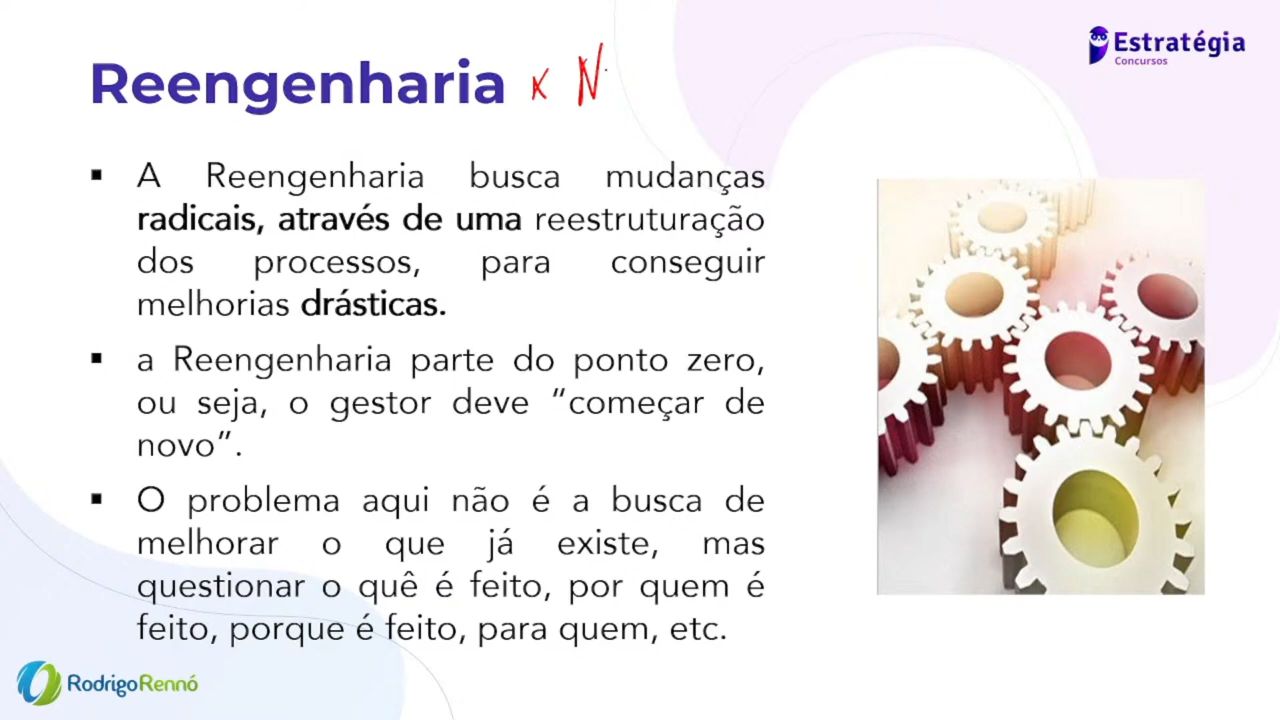 Estratégia
Concursos
Reengenharia x N
▪ A Reengenharia busca mudanças
radicais, através de uma reestruturação
dos processos, para conseguir
melhorias drásticas.
▪ a Reengenharia parte do ponto zero,
ou seja, o gestor deve “começar de
novo”.
▪ O problema aqui não é a busca de
melhorar o que já existe, mas
questionar o quê é feito, por quem é
feito, porque é feito, para quem, etc.
RodrigoRennó